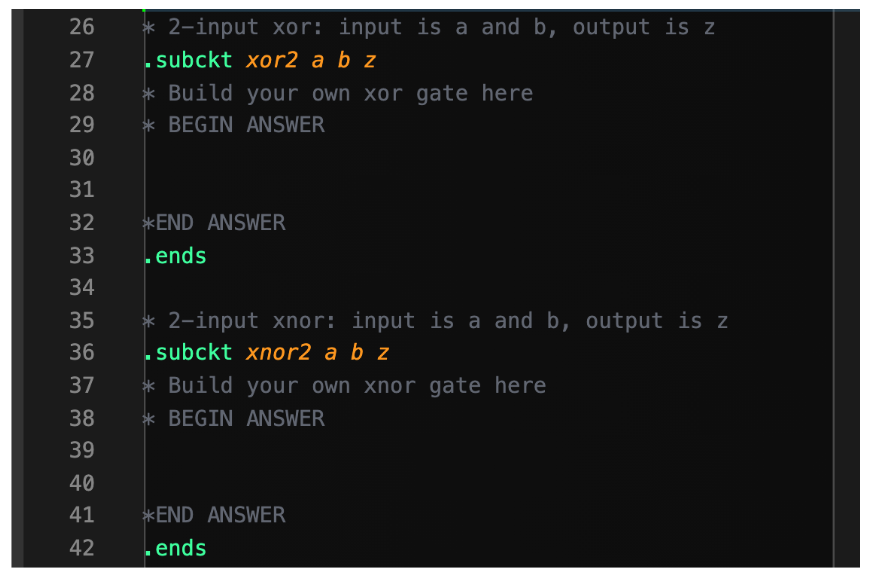 26 * 2-input xor: input is a and b, output is z
27 .subckt xor2 a b z
28 * Build your own xor gate here
29 * BEGIN ANSWER
30
31
32 *END ANSWER
33 .ends
34
35 * 2-input xnor: input is a and b, output is z
36 .subckt xnor2 a b z
37 * Build your own xnor gate here
38 * BEGIN ANSWER
39
40
41 *END ANSWER
42 .ends